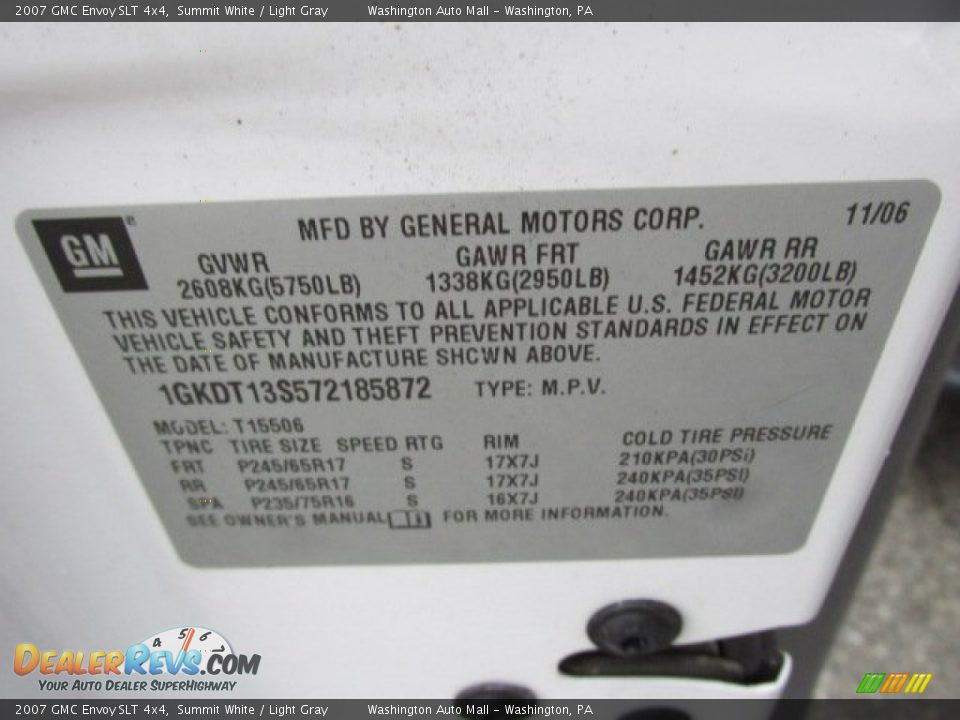 2007 GMC Envoy SLT 4x4, Summit White / Light Gray Washington Auto Mall - Washington, PA
GM
MFD BY GENERAL MOTORS CORP. 11/06
GVWR GAWR FRT GAWR RR
2608KG(5750LB) 1338KG(2950LB) 1452KG(3200LB)
THIS VEHICLE CONFORMS TO ALL APPLICABLE U.S. FEDERAL MOTOR
VEHICLE SAFETY AND THEFT PREVENTION STANDARDS IN EFFECT ON
THE DATE OF MANUFACTURE SHOWN ABOVE.
1GKDT13S572185872 TYPE: M.P.V.
MODEL: T15506
TPNC TIRE SIZE SPEED RTG RIM COLD TIRE PRESSURE
FRT P245/65R17 S 17X7J 210KPA(30PSI)
RR P245/65R17 S 17X7J 240KPA(35PSI)
SPA P235/75R16 S 16X7J 240KPA(35PSI)
SEE OWNER'S MANUAL FOR MORE INFORMATION.
4 5 6
DEALERREVS.COM
YOUR AUTO DEALER SUPERHIGHWAY
2007 GMC Envoy SLT 4x4, Summit White / Light Gray Washington Auto Mall - Washington, PA